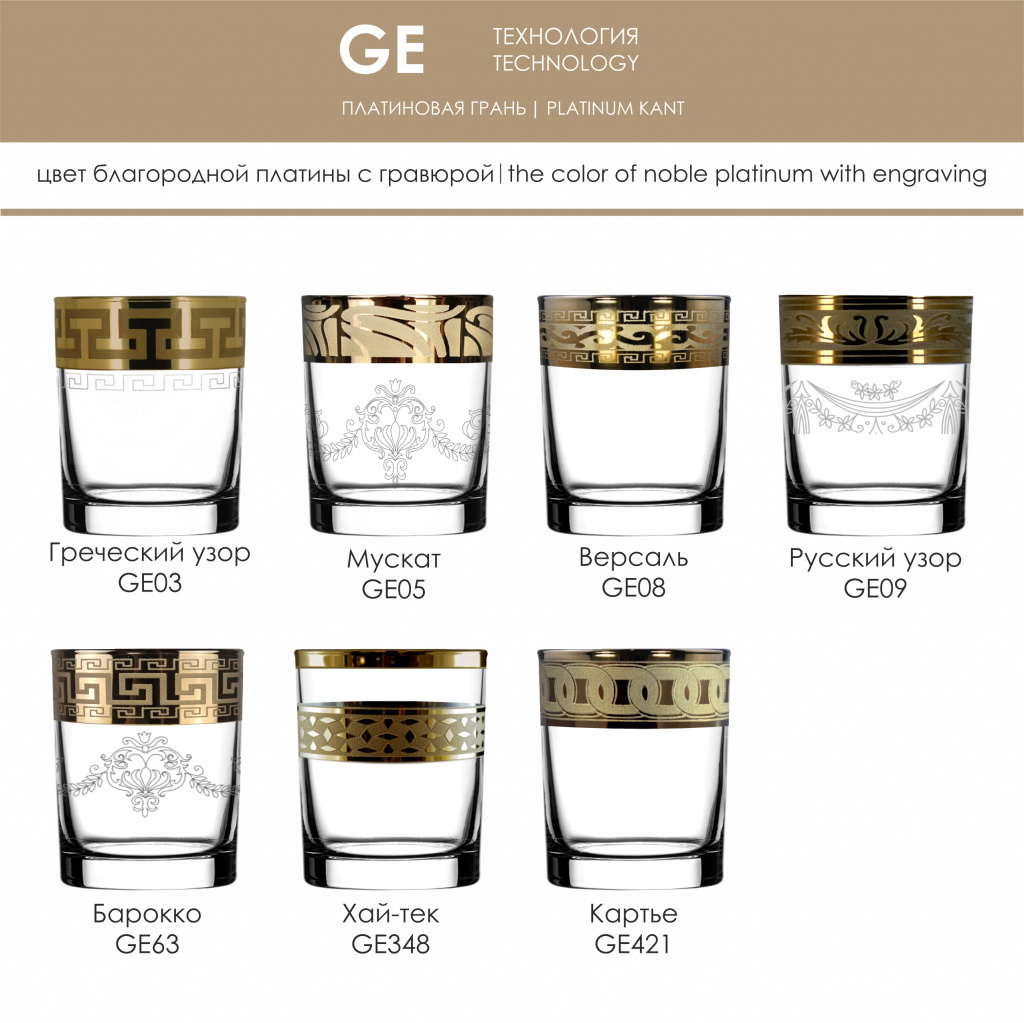 GE
ТЕХНОЛОГИЯ
TECHNOLOGY
ПЛАТИНОВАЯ ГРАНЬ | PLATINUM KANT
цвет благородной платины с гравюрой|the color of noble platinum with engraving
Греческий узор
GE03
Мускат
GE05
Версаль
GE08
Русский узор
GE09
Барокко
GE63
Хай-тек
GE348
Картье
GE421